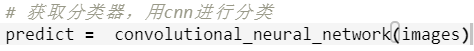 # 获取分类器，用cnn进行分类
predict =  convolutional_neural_network(images)